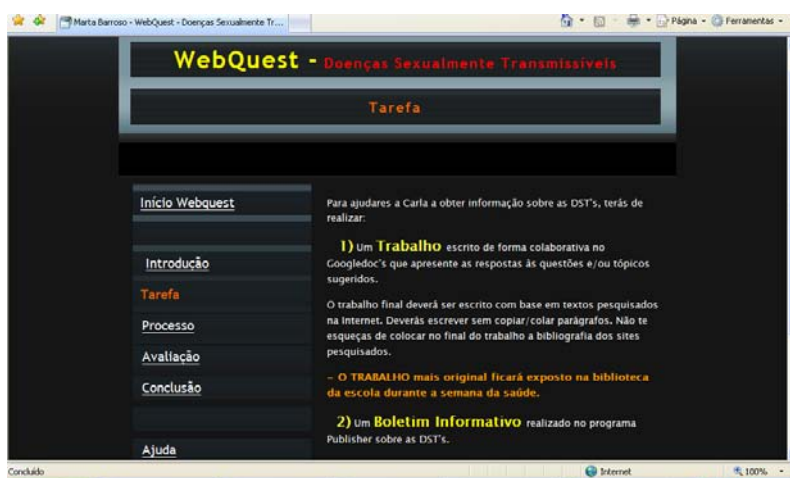 Marta Barroso - WebQuest - Doenças Sexualmente Tr...
Página
Ferramentas
WebQuest - Doenças Sexualmente Transmissíveis
Tarefa
Início Webquest
Introdução
Tarefa
Processo
Avaliação
Conclusão
Ajuda
Para ajudares a Carla a obter informação sobre as DST's, terás de
realizar:
1) Um Trabalho escrito de forma colaborativa no
Googledoc's que apresente as respostas às questões e/ou tópicos
sugeridos.
O trabalho final deverá ser escrito com base em textos pesquisados
na Internet. Deverás escrever sem copiar/colar parágrafos. Não te
esqueças de colocar no final do trabalho a bibliografia dos sites
pesquisados.
- O TRABALHO mais original ficará exposto na biblioteca
da escola durante a semana da saúde.
2) Um Boletim Informativo realizado no programa
Publisher sobre as DST's.
Concluído
Internet
100%